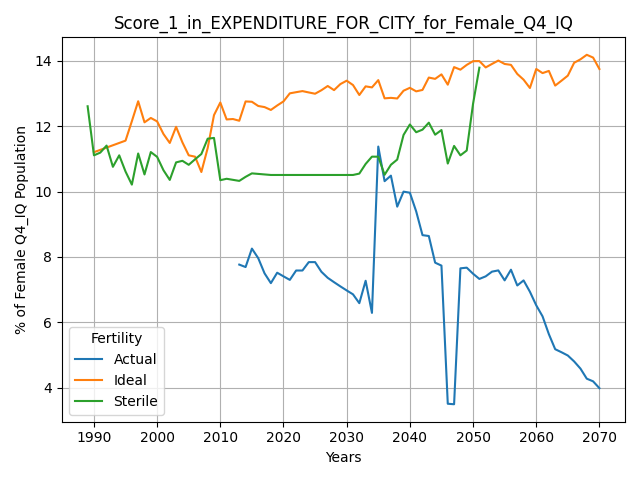 Score_1_in_EXPENDITURE_FOR_CITY_for_Female_Q4_IQ
% of Female Q4_IQ Population
14
12
10
8
6
4
Fertility
Actual
Ideal
Sterile
1990 2000 2010 2020 2030 2040 2050 2060 2070
Years